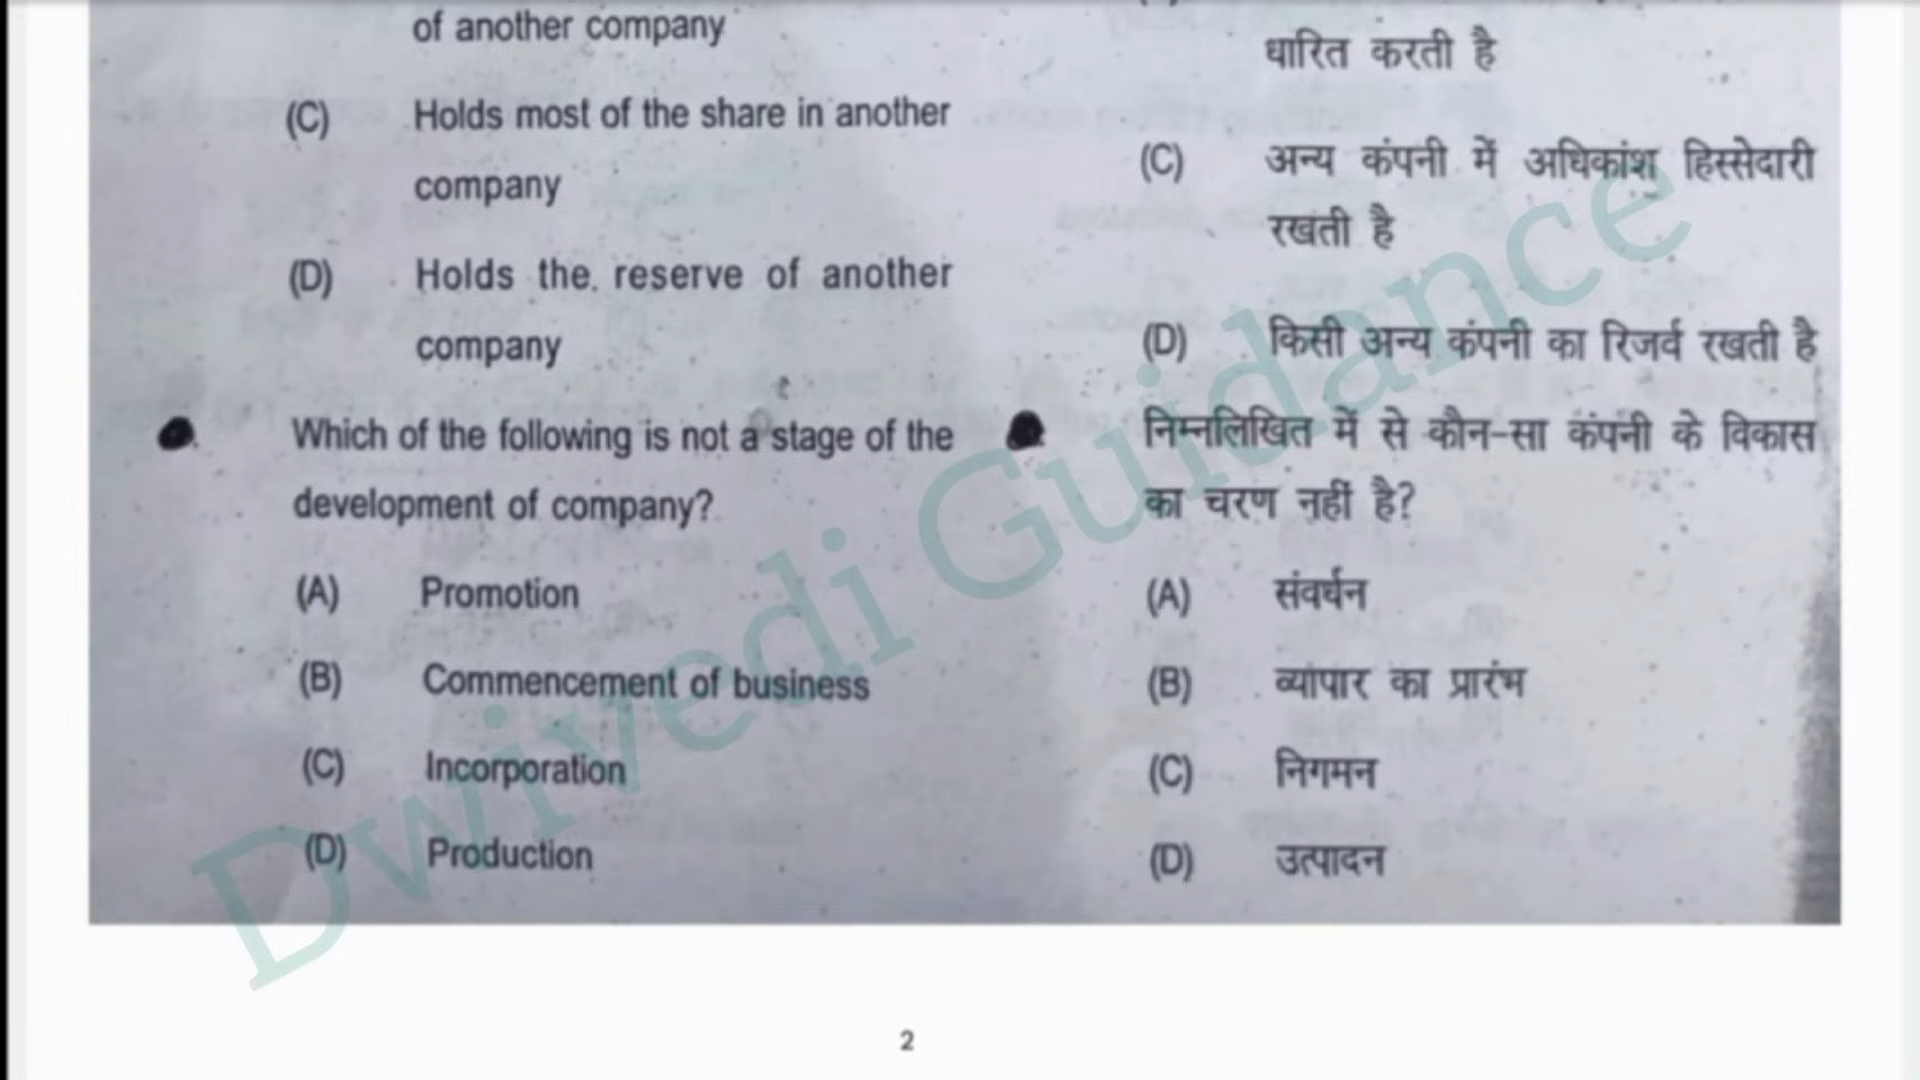 of another company
(C) Holds most of the share in another
company
(D) Holds the reserve of another
company
Which of the following is not a stage of the
development of company?
(A) Promotion
(B) Commencement of business
(C) Incorporation
(D) Production
धारित करती है
(C) अन्य कंपनी में अधिकांश हिस्सेदारी
रखती है
(D) किसी अन्य कंपनी का रिजर्व रखती है
निम्नलिखित में से कौन-सा कंपनी के विकास
का चरण नहीं है?
(A) संवर्धन
(B) व्यापार का प्रारंभ
(C) निगमन
(D) उत्पादन
Dwivedi Guidance
2